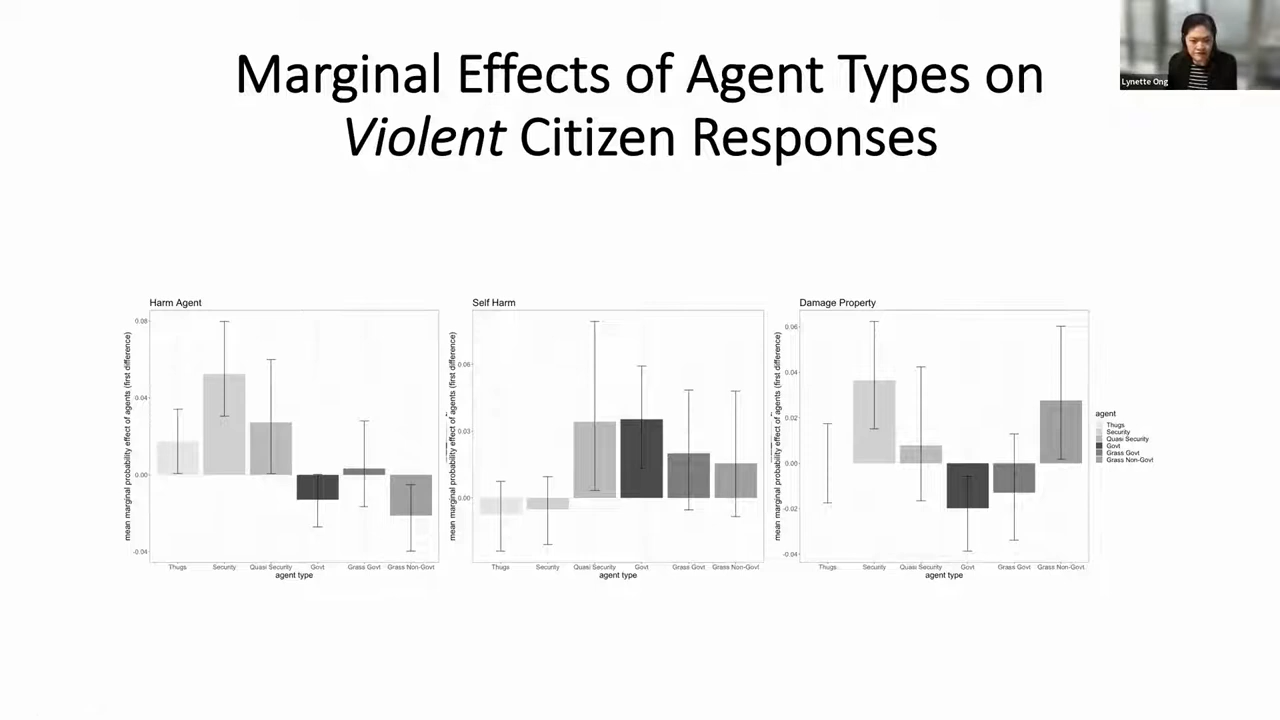 Marginal Effects of Agent Types on
Violent Citizen Responses
Lynette Ong
Harm Agent
mean marginal probability effect of agents (first difference)
0.08
0.04
0.00
-0.04
Thugs Security Quasi Security Govt Grass Govt Grass Non-Govt
agent type
Self Harm
mean marginal probability effect of agents (first difference)
0.06
0.03
0.00
Thugs Security Quasi Security Govt Grass Govt Grass Non-Govt
agent type
Damage Property
mean marginal probability effect of agents (first difference)
0.06
0.04
0.02
0.00
-0.02
-0.04
Thugs Security Quasi Security Govt Grass Govt Grass Non-Govt
agent type
agent
Thugs
Security
Quasi Security
Govt
Grass Govt
Grass Non-Govt